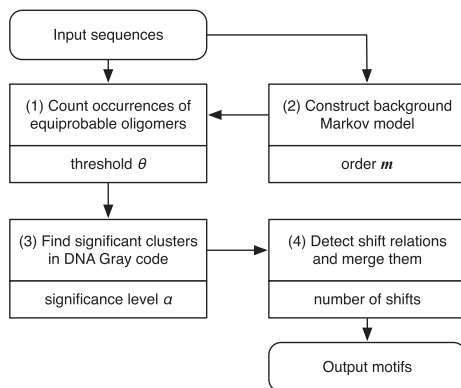 Input sequences
(1) Count occurrences of
equiprobable oligomers
threshold θ
(2) Construct background
Markov model
order m
(3) Find significant clusters
in DNA Gray code
significance level α
(4) Detect shift relations
and merge them
number of shifts
Output motifs